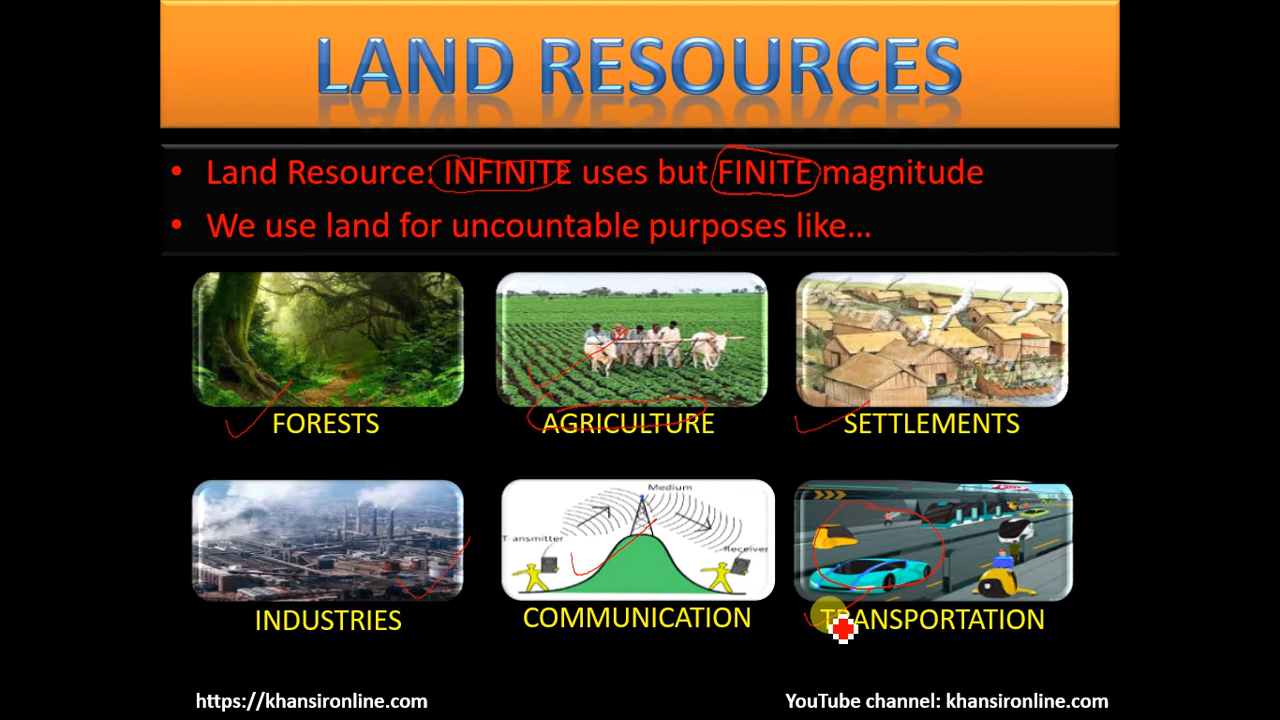 LAND RESOURCES
• Land Resource: INFINITE uses but FINITE magnitude
• We use land for uncountable purposes like...
FORESTS
AGRICULTURE
SETTLEMENTS
Medium
Transmitter
Receiver
INDUSTRIES
COMMUNICATION
TRANSPORTATION
https://khansironline.com
YouTube channel: khansironline.com